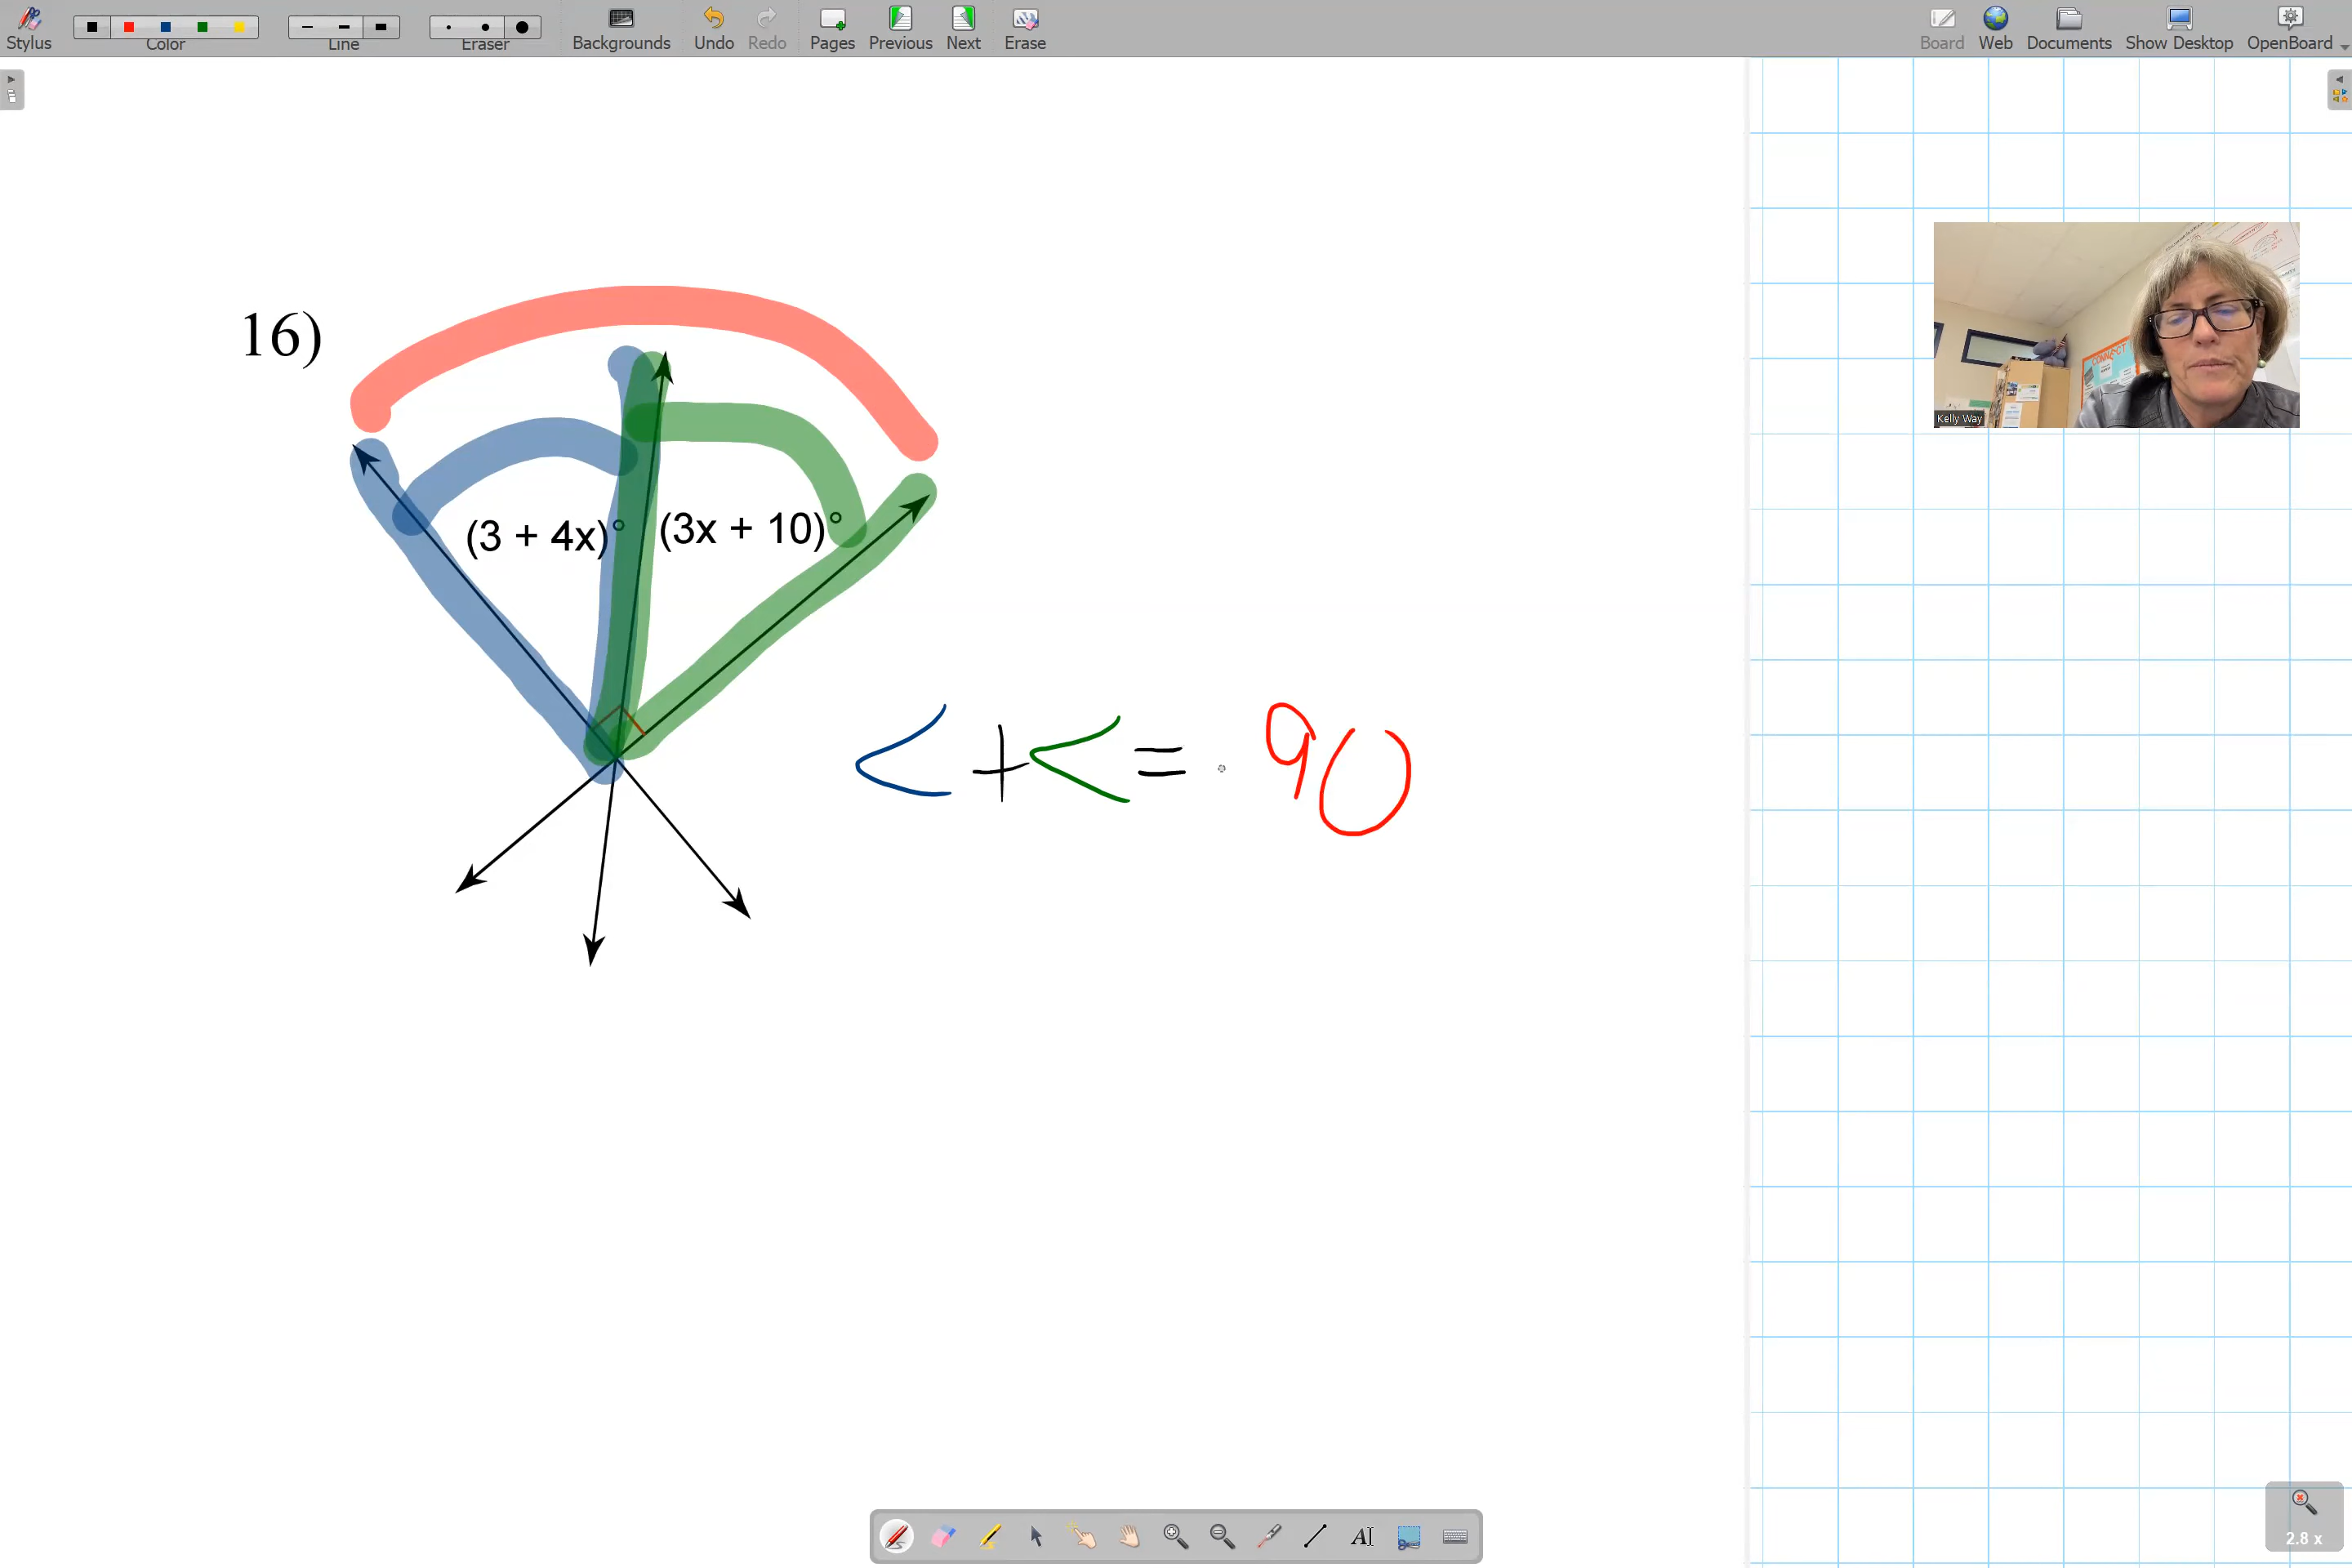 Stylus Color Line Eraser Backgrounds Undo Redo Pages Previous Next Erase Board Web Documents Show Desktop OpenBoard
16)
(3 + 4x)° (3x + 10)°
< + < = 90
CONNECT
Kelly Way
2.8 x